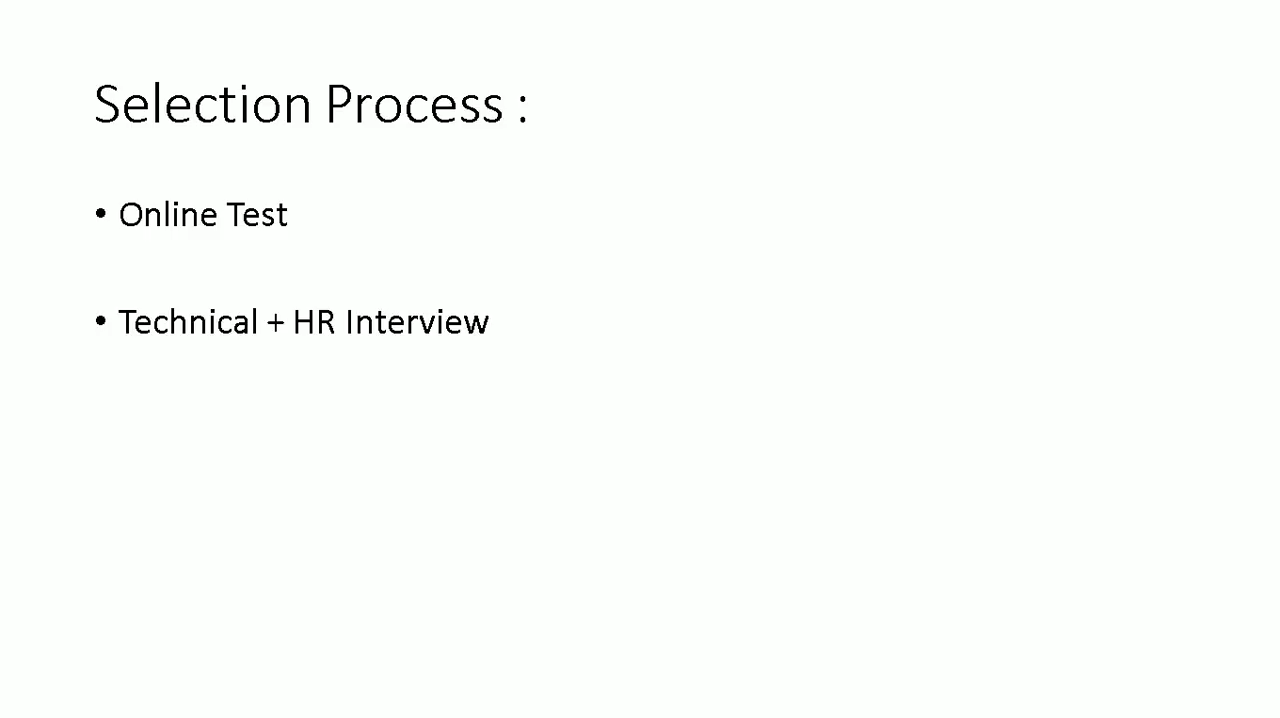 Selection Process :
• Online Test
• Technical + HR Interview